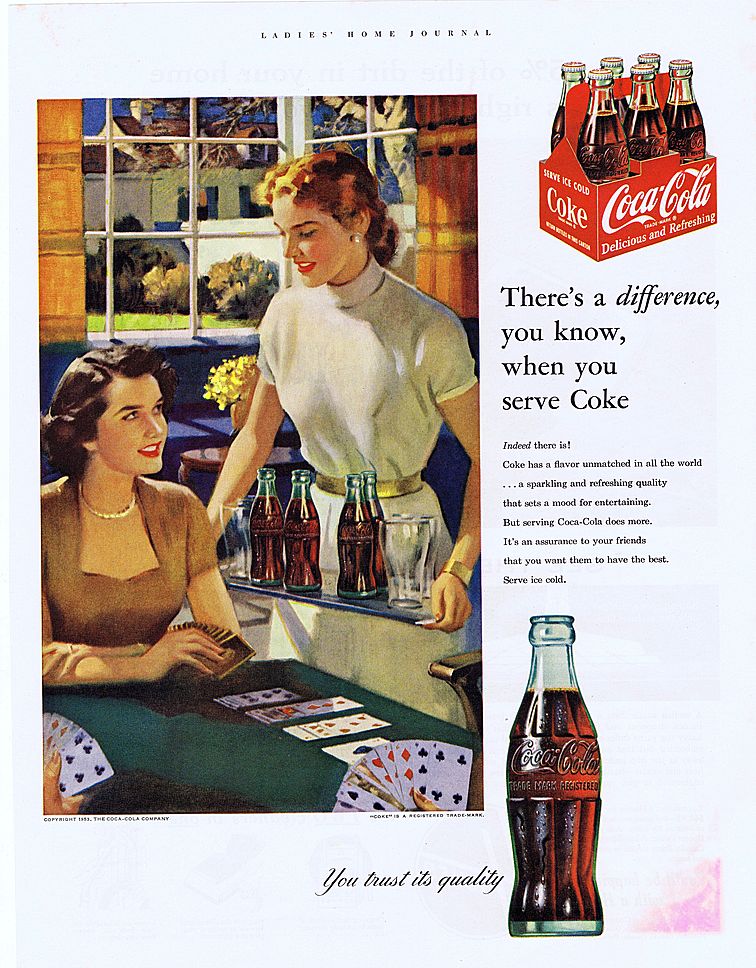 LADIES' HOME JOURNAL
SERVE ICE COLD
Coke
Coca-Cola
TRADE-MARK ®
Delicious and Refreshing
There's a difference,
you know,
when you
serve Coke
Indeed there is!
Coke has a flavor unmatched in all the world
. . . a sparkling and refreshing quality
that sets a mood for entertaining.
But serving Coca-Cola does more.
It's an assurance to your friends
that you want them to have the best.
Serve ice cold.
Coca-Cola
TRADE MARK REGISTERED
COPYRIGHT 1953, THE COCA-COLA COMPANY
"COKE" IS A REGISTERED TRADE-MARK.
You trust its quality